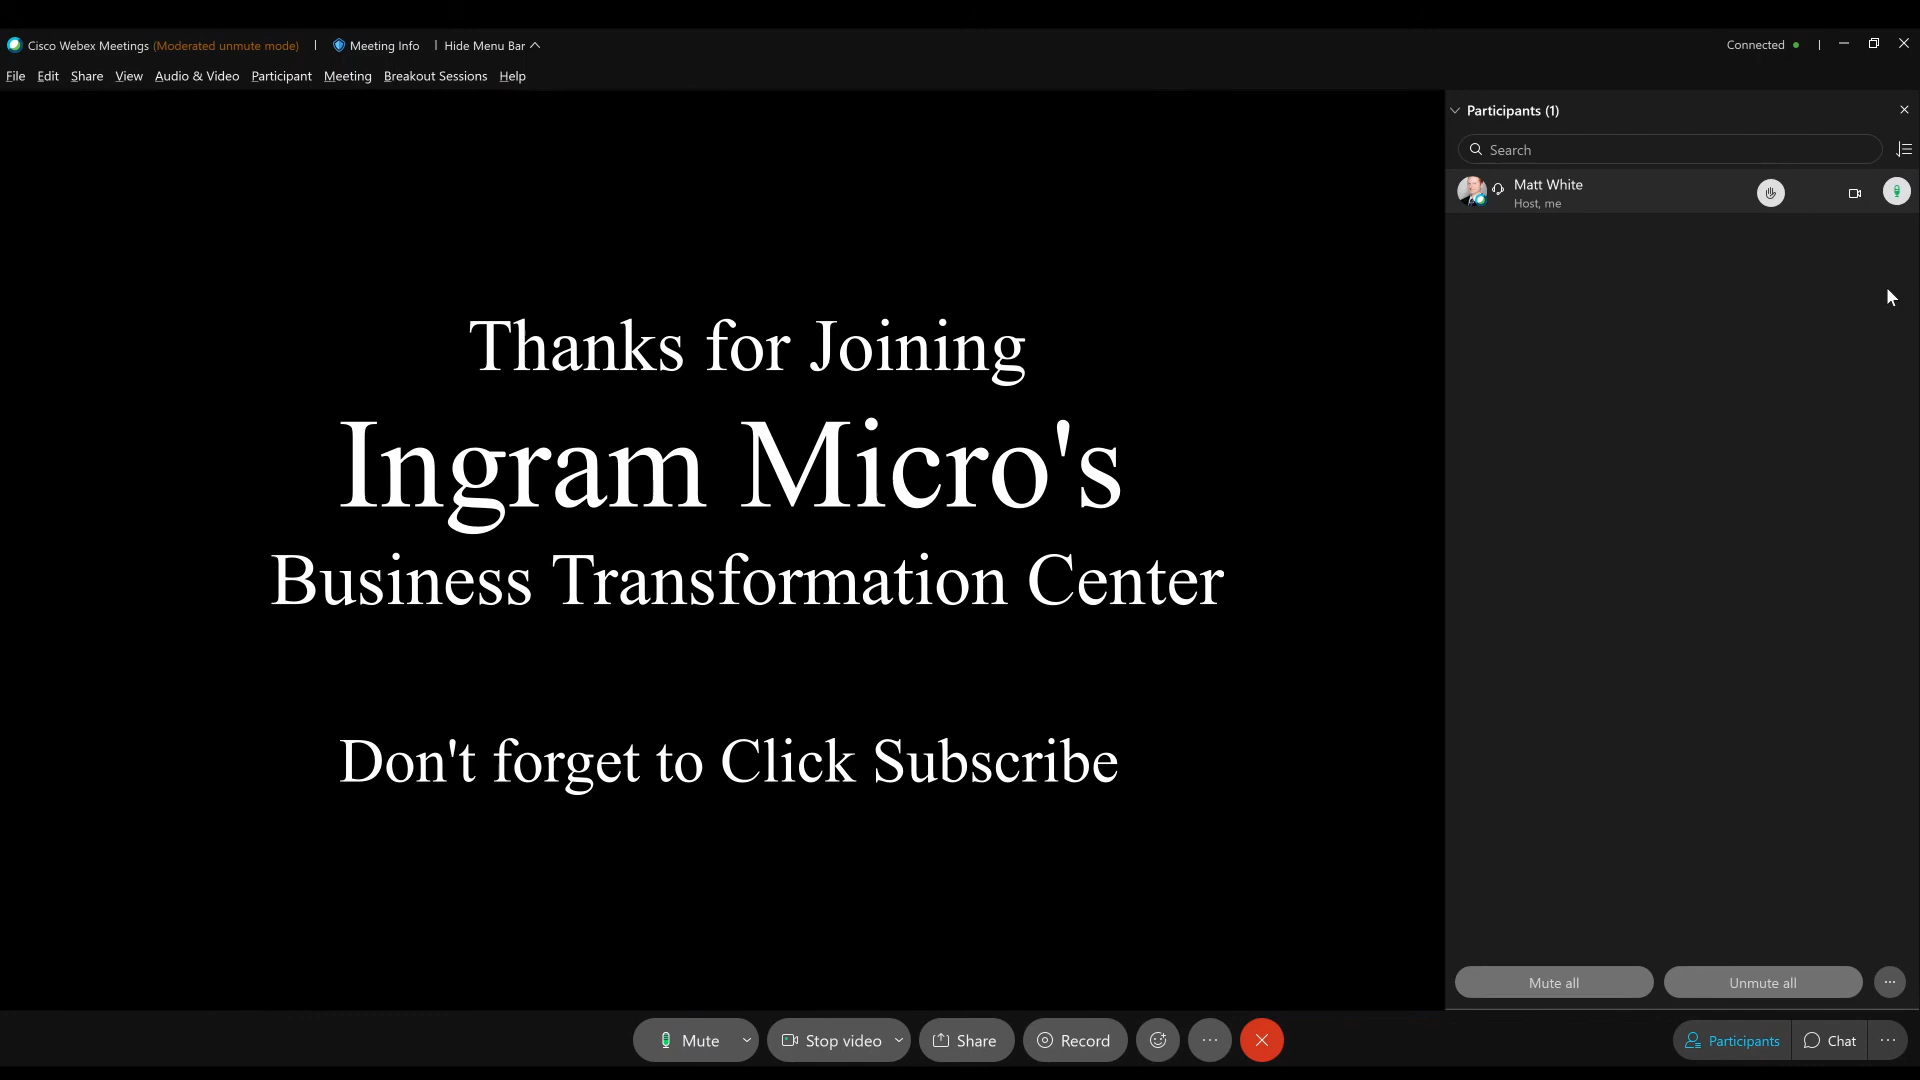 Cisco Webex Meetings (Moderated unmute mode) | Meeting Info | Hide Menu Bar
Connected |
File Edit Share View Audio & Video Participant Meeting Breakout Sessions Help
Participants (1)
Search
Matt White
Host, me
Thanks for Joining
Ingram Micro's
Business Transformation Center
Don't forget to Click Subscribe
Mute all Unmute all
Mute Stop video Share Record
Participants Chat